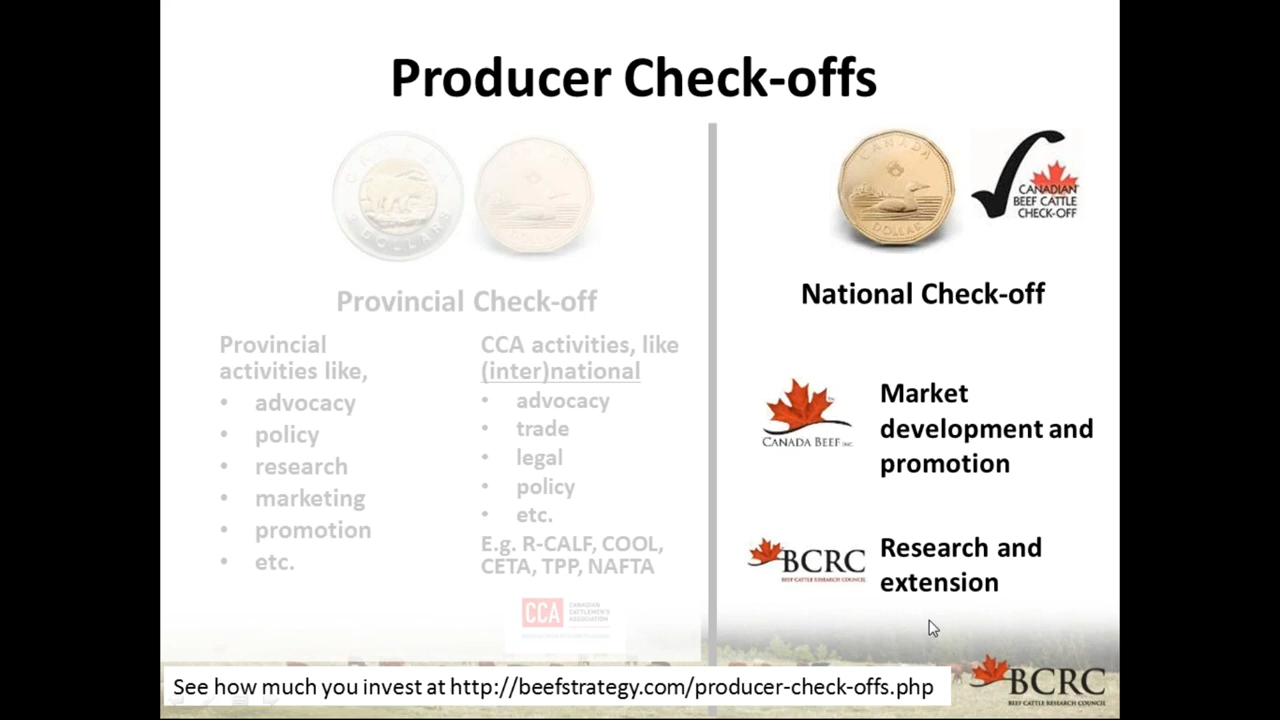 Producer Check-offs
CANADA
DOLLARS
CANADA
DOLLAR
Provincial Check-off
Provincial
activities like,
• advocacy
• policy
• research
• marketing
• promotion
• etc.
CCA activities, like
(inter)national
• advocacy
• trade
• legal
• policy
• etc.
E.g. R-CALF, COOL,
CETA, TPP, NAFTA
CCA
CANADIAN
CATTLEMEN'S
ASSOCIATION
CANADA
DOLLAR
CANADIAN
BEEF CATTLE
CHECK-OFF
National Check-off
CANADA BEEF INC.
Market
development and
promotion
BCRC
BEEF CATTLE RESEARCH COUNCIL
Research and
extension
See how much you invest at http://beefstrategy.com/producer-check-offs.php
BCRC
BEEF CATTLE RESEARCH COUNCIL